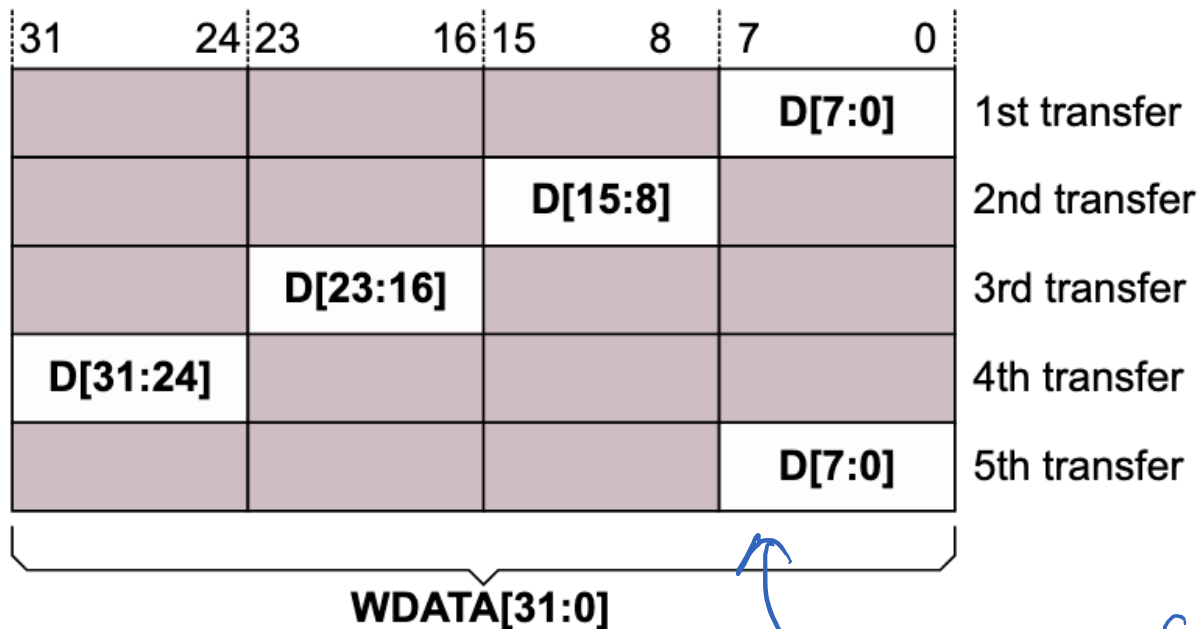 31 24 23 16 15 8 7 0
D[7:0] 1st transfer
D[15:8] 2nd transfer
D[23:16] 3rd transfer
D[31:24] 4th transfer
D[7:0] 5th transfer
WDATA[31:0]